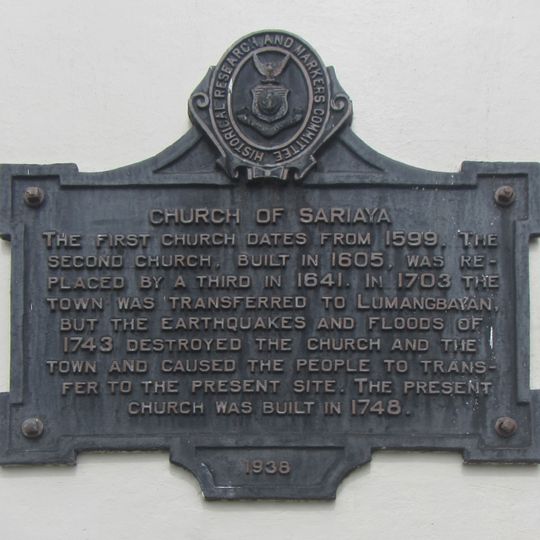 HISTORICAL RESEARCH AND MARKERS COMMITTEE
CHURCH OF SARIAYA
THE FIRST CHURCH DATES FROM 1599. THE
SECOND CHURCH, BUILT IN 1605, WAS RE-
PLACED BY A THIRD IN 1641. IN 1703 THE
TOWN WAS TRANSFERRED TO LUMANGBAYAN,
BUT THE EARTHQUAKES AND FLOODS OF
1743 DESTROYED THE CHURCH AND THE
TOWN AND CAUSED THE PEOPLE TO TRANS-
FER TO THE PRESENT SITE. THE PRESENT
CHURCH WAS BUILT IN 1748.
1938